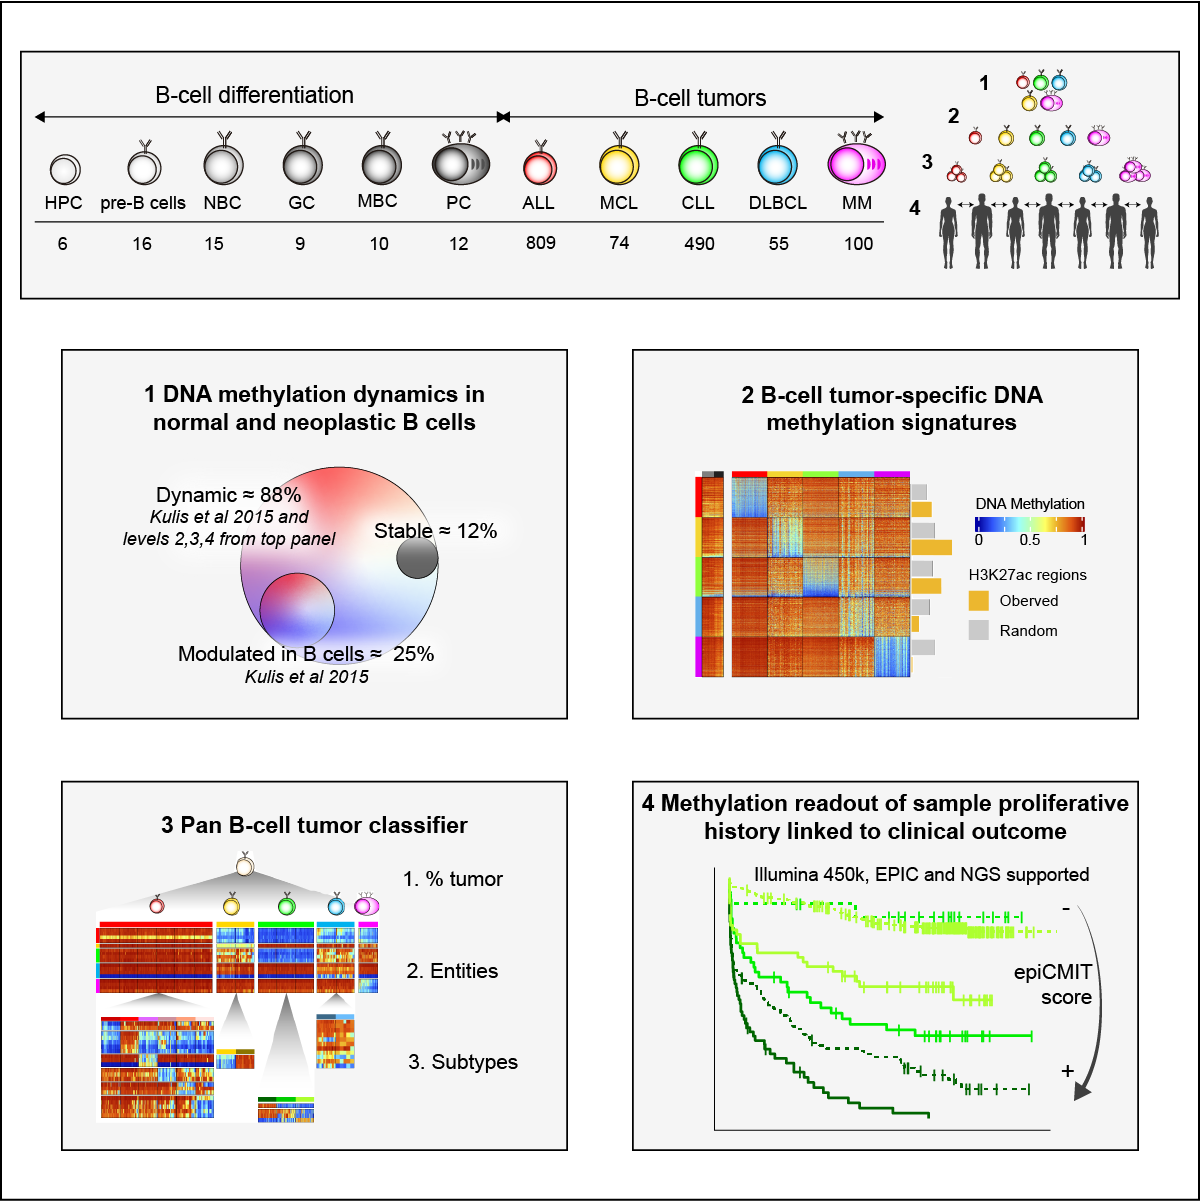 B-cell differentiation
B-cell tumors
HPC pre-B cells NBC GC MBC PC ALL MCL CLL DLBCL MM
6 16 15 9 10 12 809 74 490 55 100
1
2
3
4
1 DNA methylation dynamics in
normal and neoplastic B cells
Dynamic ≈ 88%
Kulis et al 2015 and
levels 2,3,4 from top panel
Stable ≈ 12%
Modulated in B cells ≈ 25%
Kulis et al 2015
2 B-cell tumor-specific DNA
methylation signatures
DNA Methylation
0 0.5 1
H3K27ac regions
Oberved
Random
3 Pan B-cell tumor classifier
1. % tumor
2. Entities
3. Subtypes
4 Methylation readout of sample proliferative
history linked to clinical outcome
Illumina 450k, EPIC and NGS supported
-
epiCMIT
score
+